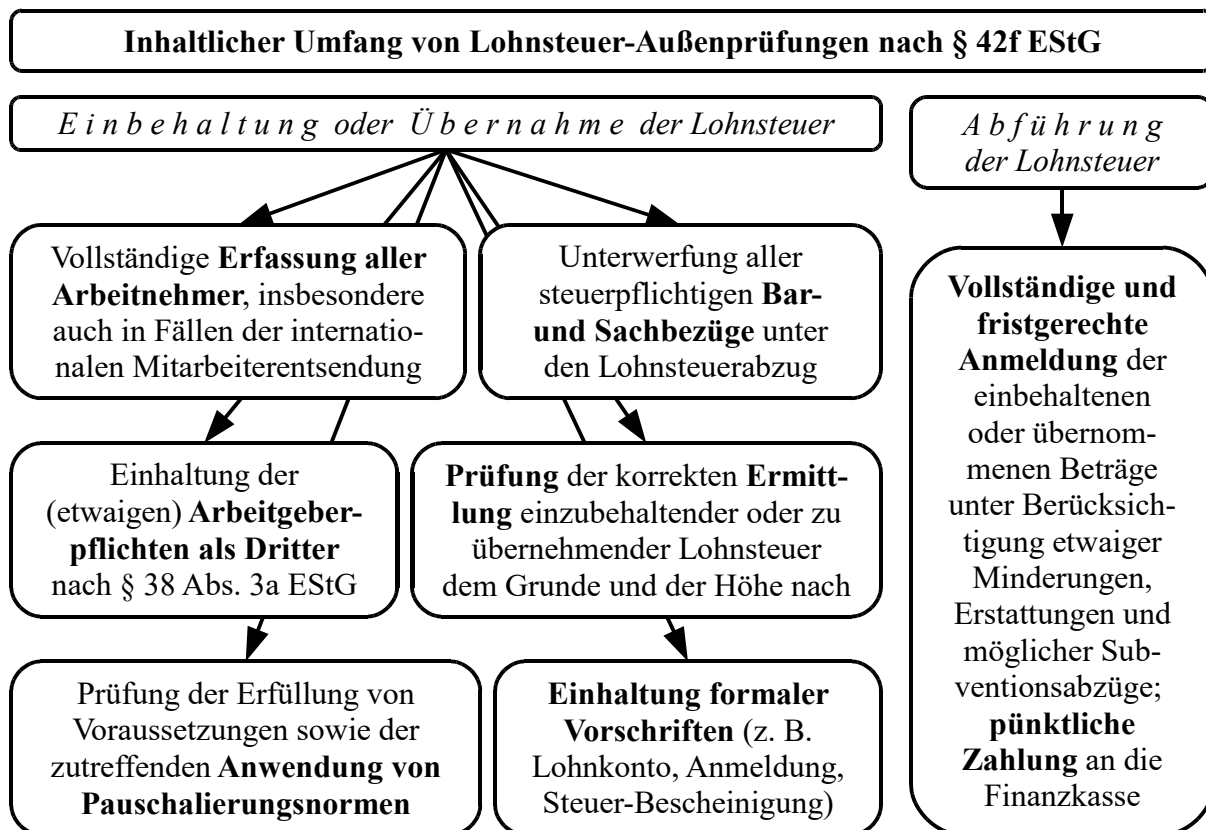 Inhaltlicher Umfang von Lohnsteuer-Außenprüfungen nach § 42f EStG
E i n b e h a l t u n g oder Ü b e r n a h m e der Lohnsteuer
A b f ü h r u n g
der Lohnsteuer
Vollständige Erfassung aller
Arbeitnehmer, insbesondere
auch in Fällen der internatio-
nalen Mitarbeiterentsendung
Unterwerfung aller
steuerpflichtigen Bar-
und Sachbezüge unter
den Lohnsteuerabzug
Einhaltung der
(etwaigen) Arbeitgeber-
pflichten als Dritter
nach § 38 Abs. 3a EStG
Prüfung der korrekten Ermitt-
lung einzubehaltender oder zu
übernehmender Lohnsteuer
dem Grunde und der Höhe nach
Prüfung der Erfüllung von
Voraussetzungen sowie der
zutreffenden Anwendung von
Pauschalierungsnormen
Einhaltung formaler
Vorschriften (z. B.
Lohnkonto, Anmeldung,
Steuer-Bescheinigung)
Vollständige und
fristgerechte
Anmeldung der
einbehaltenen
oder übernom-
menen Beträge
unter Berücksich-
tigung etwaiger
Minderungen,
Erstattungen und
möglicher Sub-
ventionsabzüge;
pünktliche
Zahlung an die
Finanzkasse